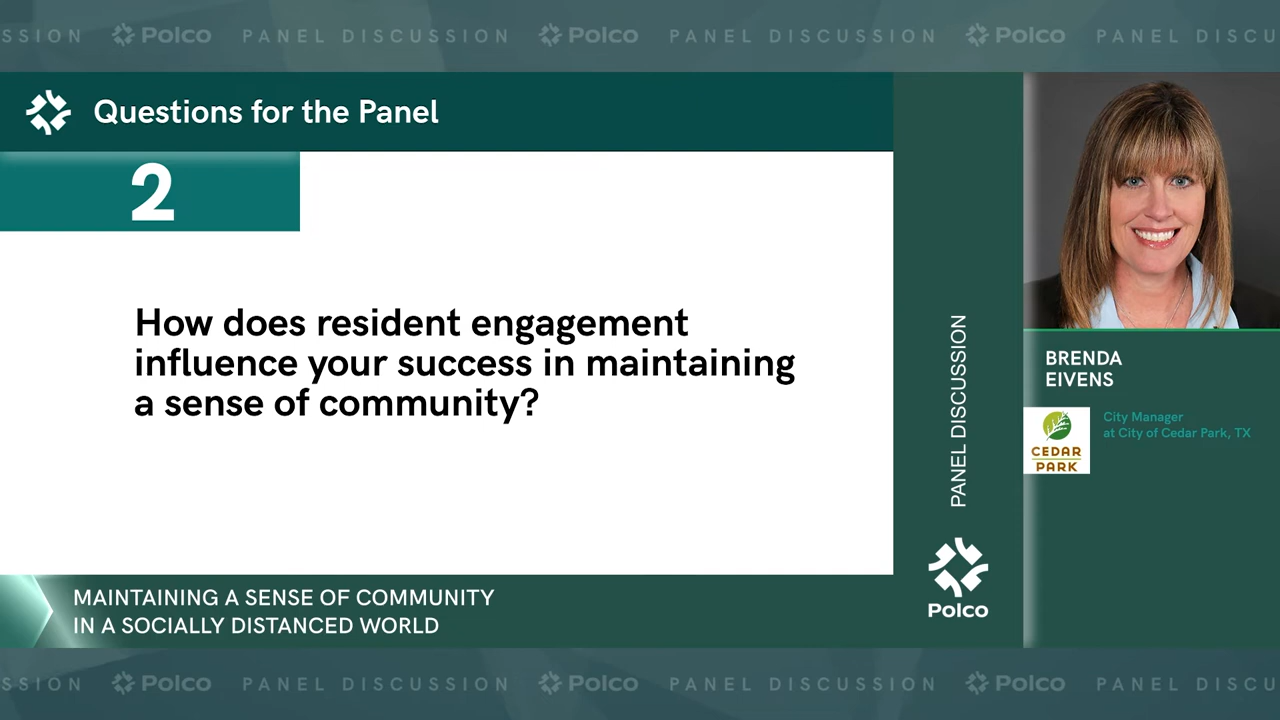 SSION Polco PANEL DISCUSSION Polco PANEL DISCUSSION Polco PANEL DISCU
Questions for the Panel
2
How does resident engagement
influence your success in maintaining
a sense of community?
PANEL DISCUSSION
Polco
BRENDA
EIVENS
CEDAR
PARK
City Manager
at City of Cedar Park, TX
MAINTAINING A SENSE OF COMMUNITY
IN A SOCIALLY DISTANCED WORLD
SSION Polco PANEL DISCUSSION Polco PANEL DISCUSSION Polco PANEL DISCU